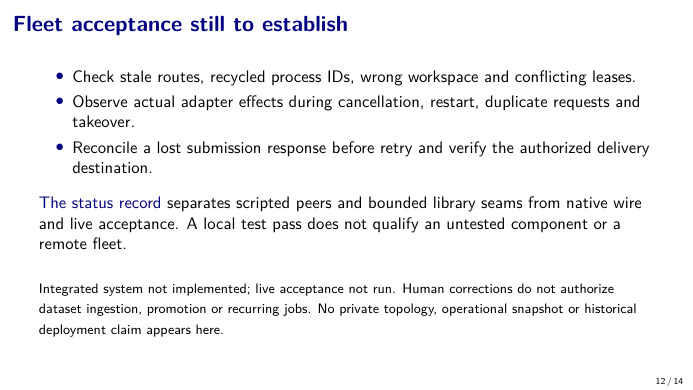 Fleet acceptance still to establish
• Check stale routes, recycled process IDs, wrong workspace and conflicting leases.
• Observe actual adapter effects during cancellation, restart, duplicate requests and
takeover.
• Reconcile a lost submission response before retry and verify the authorized delivery
destination.
The status record separates scripted peers and bounded library seams from native wire
and live acceptance. A local test pass does not qualify an untested component or a
remote fleet.
Integrated system not implemented; live acceptance not run. Human corrections do not authorize
dataset ingestion, promotion or recurring jobs. No private topology, operational snapshot or historical
deployment claim appears here.
12 / 14